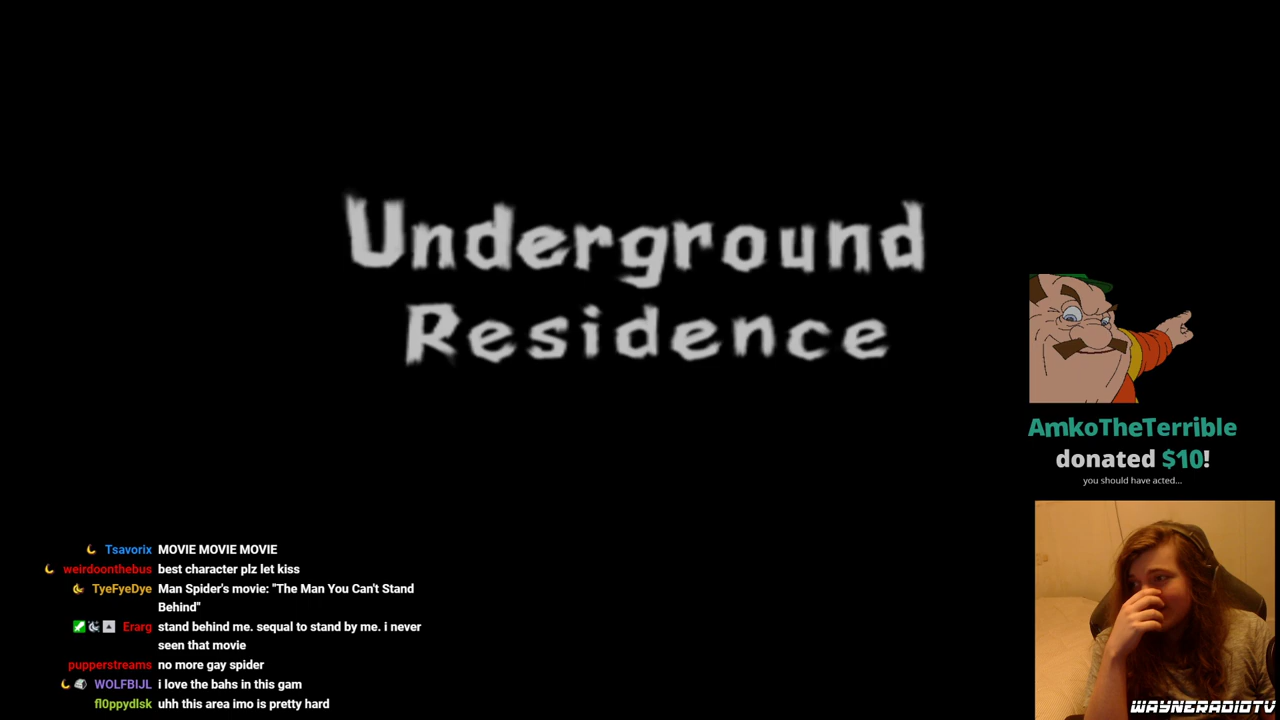 Underground
Residence
AmkoTheTerrible
donated $10!
you should have acted...
Tsavorix MOVIE MOVIE MOVIE
weirdoonthebus best character plz let kiss
TyeFyeDye Man Spider's movie: "The Man You Can't Stand
Behind"
Erarg stand behind me. sequal to stand by me. i never
seen that movie
pupperstreams no more gay spider
WOLFBIJL i love the bahs in this gam
fl0ppydlsk uhh this area imo is pretty hard
WAYNERADIOTV